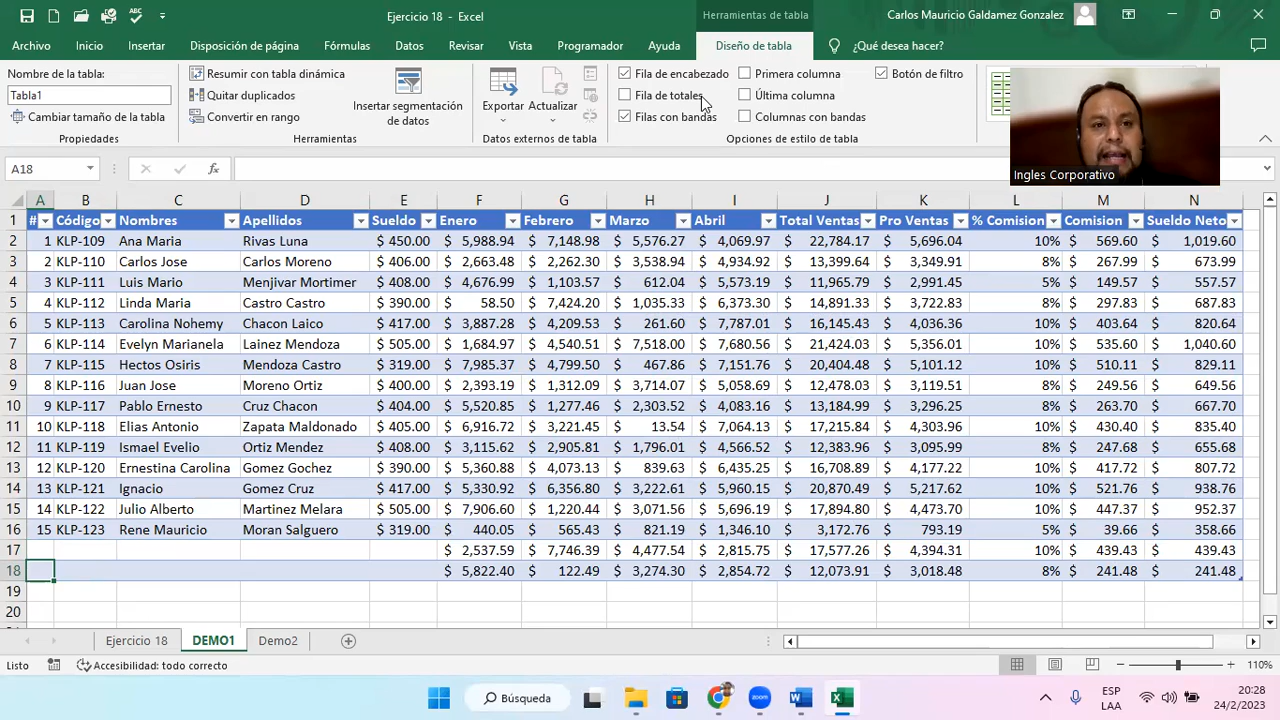 Ejercicio 18 - Excel
Herramientas de tabla
Carlos Mauricio Galdamez Gonzalez
Archivo Inicio Insertar Disposición de página Fórmulas Datos Revisar Vista Programador Ayuda Diseño de tabla ¿Qué desea hacer?
Nombre de la tabla:
Tabla1
Cambiar tamaño de la tabla
Propiedades
Resumir con tabla dinámica
Quitar duplicados
Convertir en rango
Insertar segmentación
de datos
Herramientas
Exportar Actualizar
Datos externos de tabla
Fila de encabezado Primera columna Botón de filtro
Fila de totales Última columna
Filas con bandas Columnas con bandas
Opciones de estilo de tabla
Ingles Corporativo
A18
fx
A B C D E F G H I J K L M N
1 # Código Nombres Apellidos Sueldo Enero Febrero Marzo Abril Total Ventas Pro Ventas % Comision Comision Sueldo Neto
2 1 KLP-109 Ana Maria Rivas Luna $ 450.00 $ 5,988.94 $ 7,148.98 $ 5,576.27 $ 4,069.97 $ 22,784.17 $ 5,696.04 10% $ 569.60 $ 1,019.60
3 2 KLP-110 Carlos Jose Carlos Moreno $ 406.00 $ 2,663.48 $ 2,262.30 $ 3,538.94 $ 4,934.92 $ 13,399.64 $ 3,349.91 8% $ 267.99 $ 673.99
4 3 KLP-111 Luis Mario Menjivar Mortimer $ 408.00 $ 4,676.99 $ 1,103.57 $ 612.04 $ 5,573.19 $ 11,965.79 $ 2,991.45 5% $ 149.57 $ 557.57
5 4 KLP-112 Linda Maria Castro Castro $ 390.00 $ 58.50 $ 7,424.20 $ 1,035.33 $ 6,373.30 $ 14,891.33 $ 3,722.83 8% $ 297.83 $ 687.83
6 5 KLP-113 Carolina Nohemy Chacon Laico $ 417.00 $ 3,887.28 $ 4,209.53 $ 261.60 $ 7,787.01 $ 16,145.43 $ 4,036.36 10% $ 403.64 $ 820.64
7 6 KLP-114 Evelyn Marianela Lainez Mendoza $ 505.00 $ 1,684.97 $ 4,540.51 $ 7,518.00 $ 7,680.56 $ 21,424.03 $ 5,356.01 10% $ 535.60 $ 1,040.60
8 7 KLP-115 Hectos Osiris Mendoza Castro $ 319.00 $ 7,985.37 $ 4,799.50 $ 467.86 $ 7,151.76 $ 20,404.48 $ 5,101.12 10% $ 510.11 $ 829.11
9 8 KLP-116 Juan Jose Moreno Ortiz $ 400.00 $ 2,393.19 $ 1,312.09 $ 3,714.07 $ 5,058.69 $ 12,478.03 $ 3,119.51 8% $ 249.56 $ 649.56
10 9 KLP-117 Pablo Ernesto Cruz Chacon $ 404.00 $ 5,520.85 $ 1,277.46 $ 2,303.52 $ 4,083.16 $ 13,184.99 $ 3,296.25 8% $ 263.70 $ 667.70
11 10 KLP-118 Elias Antonio Zapata Maldonado $ 405.00 $ 6,916.72 $ 3,221.45 $ 13.54 $ 7,064.13 $ 17,215.84 $ 4,303.96 10% $ 430.40 $ 835.40
12 11 KLP-119 Ismael Evelio Ortiz Mendez $ 408.00 $ 3,115.62 $ 2,905.81 $ 1,796.01 $ 4,566.52 $ 12,383.96 $ 3,095.99 8% $ 247.68 $ 655.68
13 12 KLP-120 Ernestina Carolina Gomez Gochez $ 390.00 $ 5,360.88 $ 4,073.13 $ 839.63 $ 6,435.25 $ 16,708.89 $ 4,177.22 10% $ 417.72 $ 807.72
14 13 KLP-121 Ignacio Gomez Cruz $ 417.00 $ 5,330.92 $ 6,356.80 $ 3,222.61 $ 5,960.15 $ 20,870.49 $ 5,217.62 10% $ 521.76 $ 938.76
15 14 KLP-122 Julio Alberto Martinez Melara $ 505.00 $ 7,906.60 $ 1,220.44 $ 3,071.56 $ 5,696.19 $ 17,894.80 $ 4,473.70 10% $ 447.37 $ 952.37
16 15 KLP-123 Rene Mauricio Moran Salguero $ 319.00 $ 440.05 $ 565.43 $ 821.19 $ 1,346.10 $ 3,172.76 $ 793.19 5% $ 39.66 $ 358.66
17 $ 2,537.59 $ 7,746.39 $ 4,477.54 $ 2,815.75 $ 17,577.26 $ 4,394.31 10% $ 439.43 $ 439.43
18 $ 5,822.40 $ 122.49 $ 3,274.30 $ 2,854.72 $ 12,073.91 $ 3,018.48 8% $ 241.48 $ 241.48
19
20
Ejercicio 18 DEMO1 Demo2
Listo Accesibilidad: todo correcto 110%
Búsqueda
zoom
ESP
LAA
20:28
24/2/2023